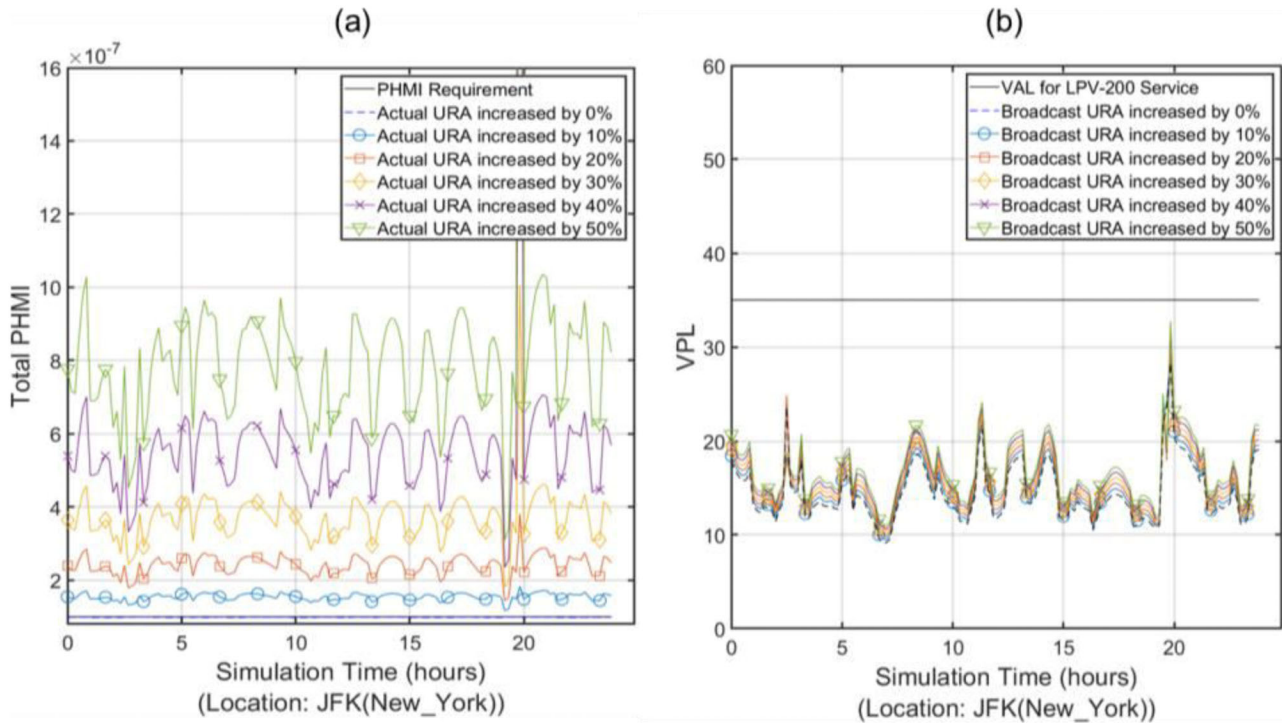 (a)
×10⁻⁷
16
14
12
10
8
6
4
2
Total PHMI
PHMI Requirement
Actual URA increased by 0%
Actual URA increased by 10%
Actual URA increased by 20%
Actual URA increased by 30%
Actual URA increased by 40%
Actual URA increased by 50%
0 5 10 15 20
Simulation Time (hours)
(Location: JFK(New_York))
(b)
60
50
40
30
20
10
0
VPL
VAL for LPV-200 Service
Broadcast URA increased by 0%
Broadcast URA increased by 10%
Broadcast URA increased by 20%
Broadcast URA increased by 30%
Broadcast URA increased by 40%
Broadcast URA increased by 50%
0 5 10 15 20
Simulation Time (hours)
(Location: JFK(New_York))